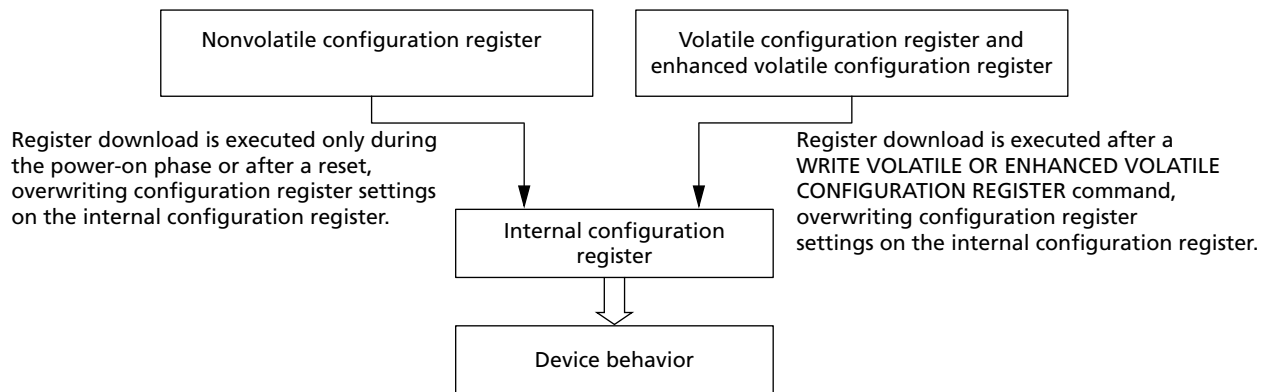 Nonvolatile configuration register
Volatile configuration register and
enhanced volatile configuration register
Register download is executed only during
the power-on phase or after a reset,
overwriting configuration register settings
on the internal configuration register.
Register download is executed after a
WRITE VOLATILE OR ENHANCED VOLATILE
CONFIGURATION REGISTER command,
overwriting configuration register
settings on the internal configuration register.
Internal configuration
register
Device behavior